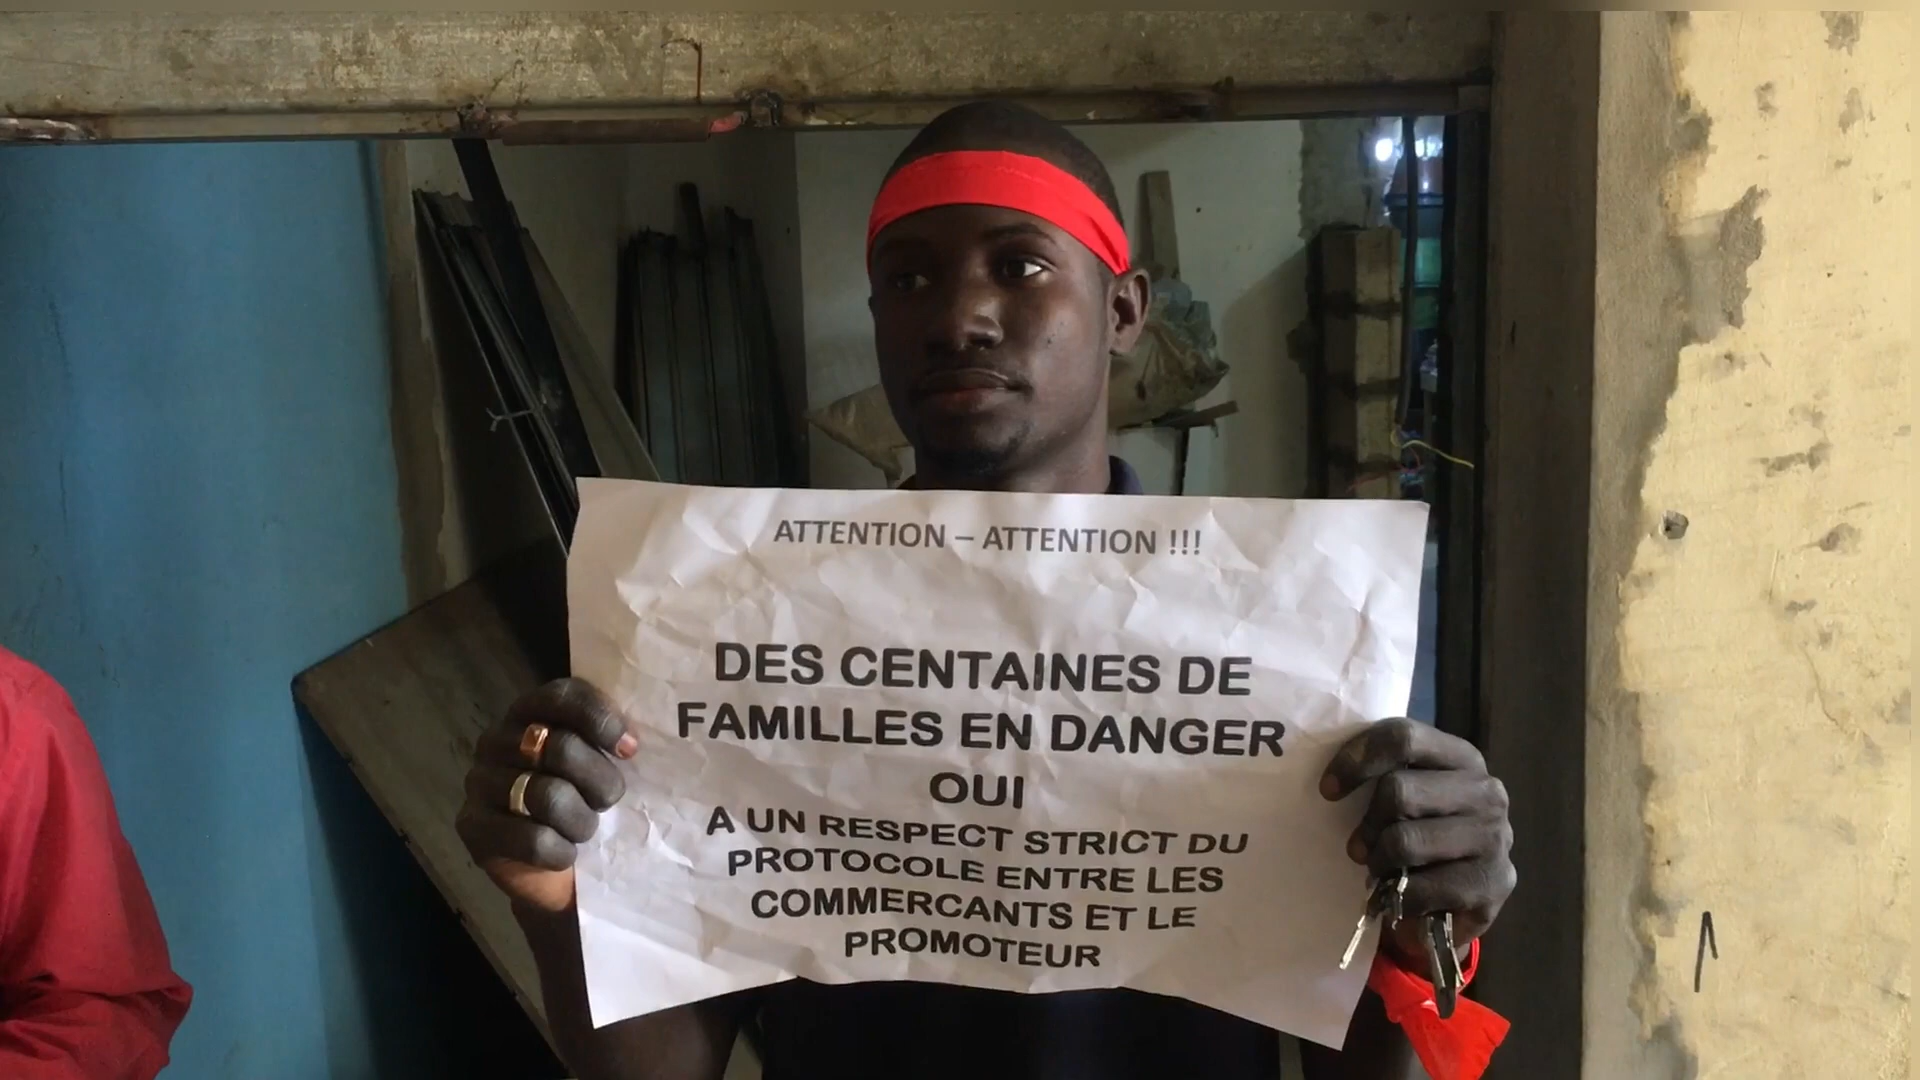 ATTENTION – ATTENTION !!!
DES CENTAINES DE
FAMILLES EN DANGER
OUI
A UN RESPECT STRICT DU
PROTOCOLE ENTRE LES
COMMERCANTS ET LE
PROMOTEUR